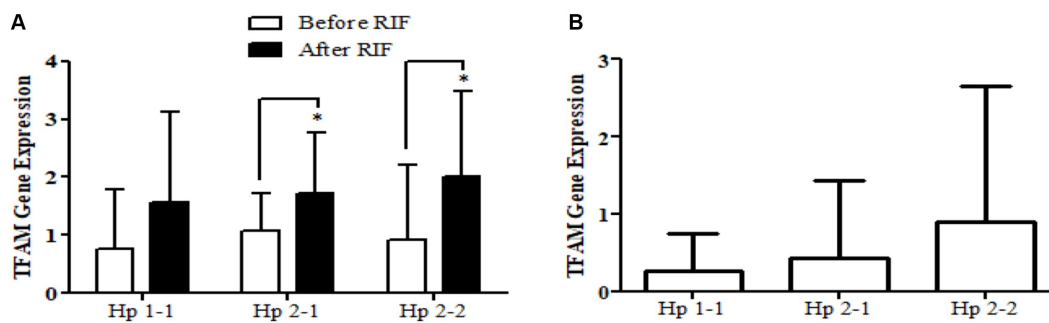 A
Before RIF
After RIF
TFAM Gene Expression
4
3
2
1
0
*
*
Hp 1-1
Hp 2-1
Hp 2-2
B
TFAM Gene Expression
3
2
1
0
Hp 1-1
Hp 2-1
Hp 2-2